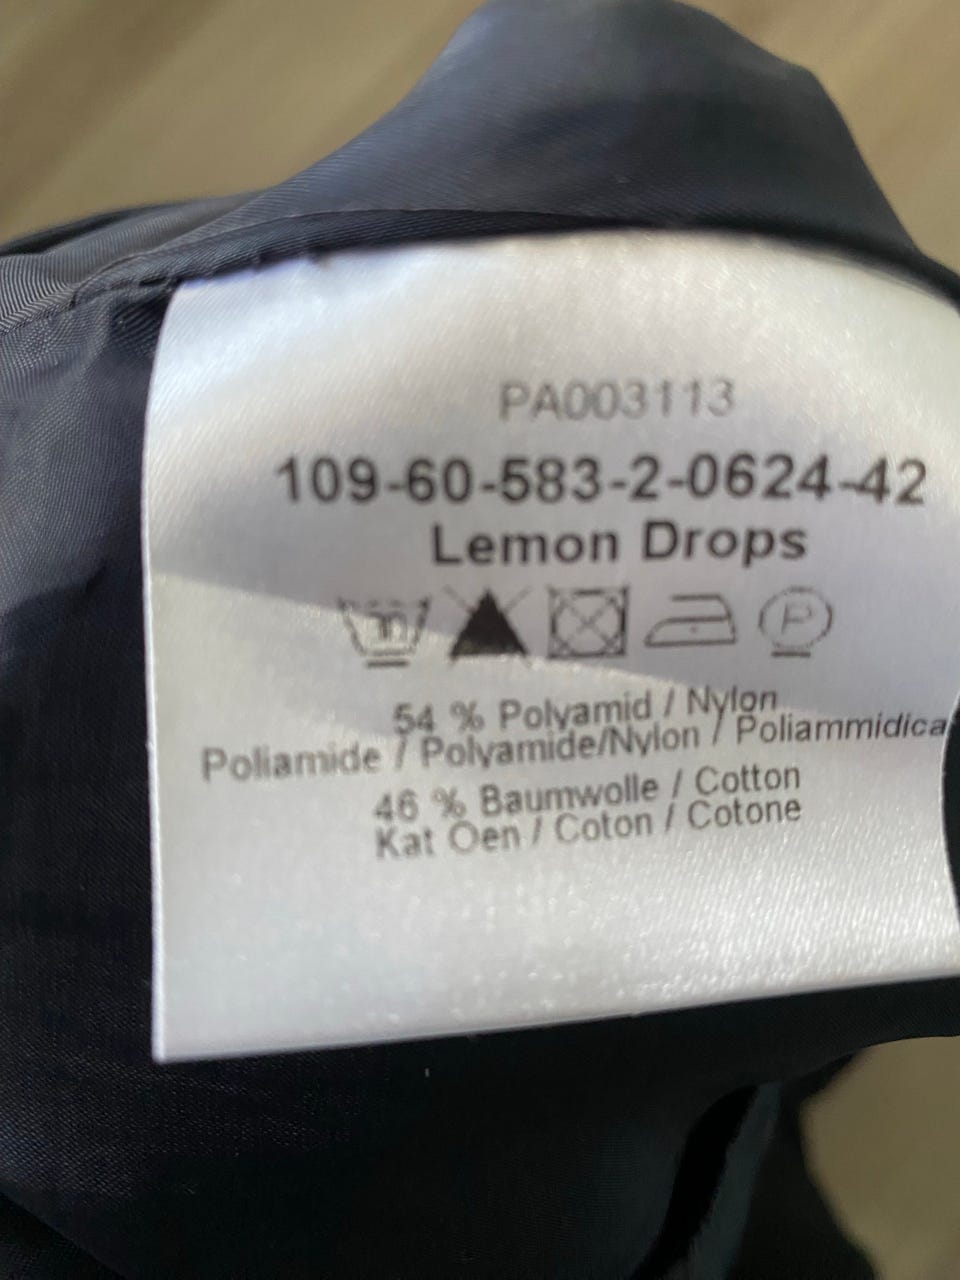 PA003113
109-60-583-2-0624-42
Lemon Drops
P
54 % Polyamid / Nylon
Poliamide / Polyamide/Nylon / Poliammidica
46 % Baumwolle / Cotton
Kat Oen / Coton / Cotone